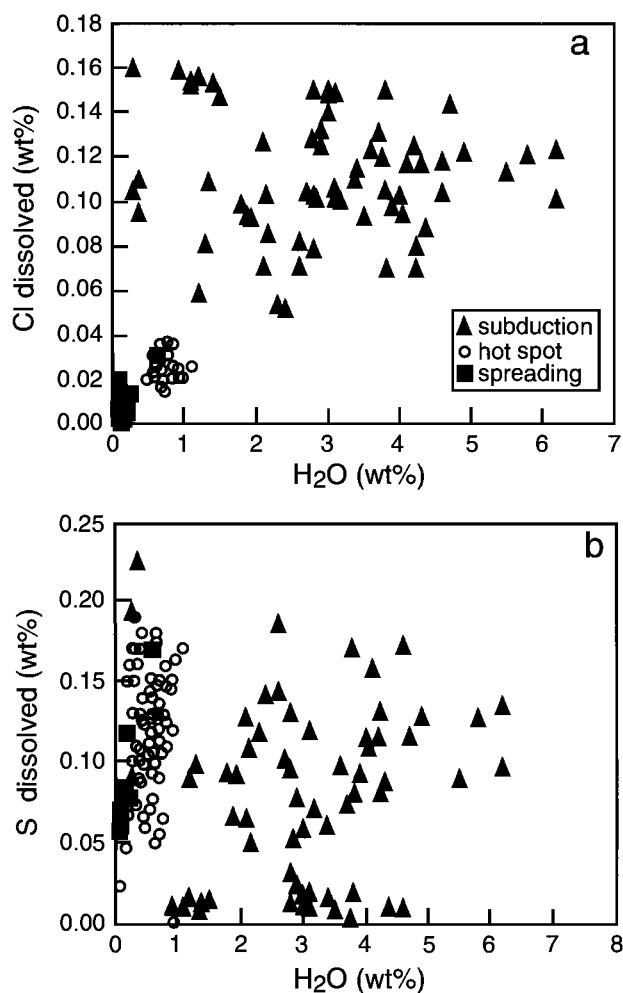 a
0.18
0.16
0.14
0.12
0.10
0.08
0.06
0.04
0.02
0.00
Cl dissolved (wt%)
subduction
hot spot
spreading
0 1 2 3 4 5 6 7
H2O (wt%)
b
0.25
0.20
0.15
0.10
0.05
0.00
S dissolved (wt%)
0 1 2 3 4 5 6 7 8
H2O (wt%)